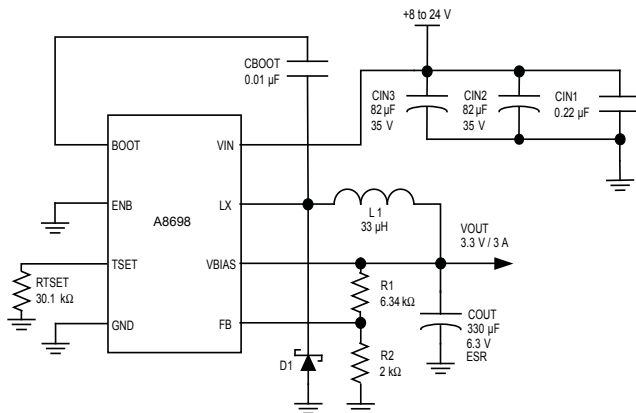 +8 to 24 V
CBOOT
0.01 µF
CIN3
82 µF
35 V
CIN2
82 µF
35 V
CIN1
0.22 µF
BOOT
VIN
ENB
LX
A8698
L1
33 µH
VOUT
3.3 V / 3 A
TSET
VBIAS
RTSET
30.1 kΩ
R1
6.34 kΩ
COUT
330 µF
6.3 V
ESR
GND
FB
D1
R2
2 kΩ